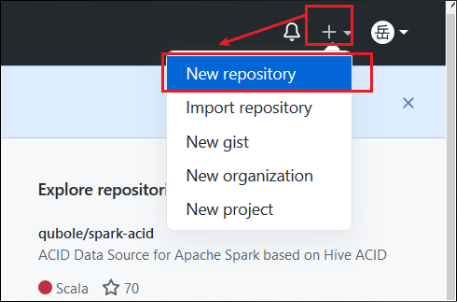 岳
New repository
Import repository
New gist
New organization
New project
Explore repositori
qubole/spark-acid
ACID Data Source for Apache Spark based on Hive ACID
Scala 70